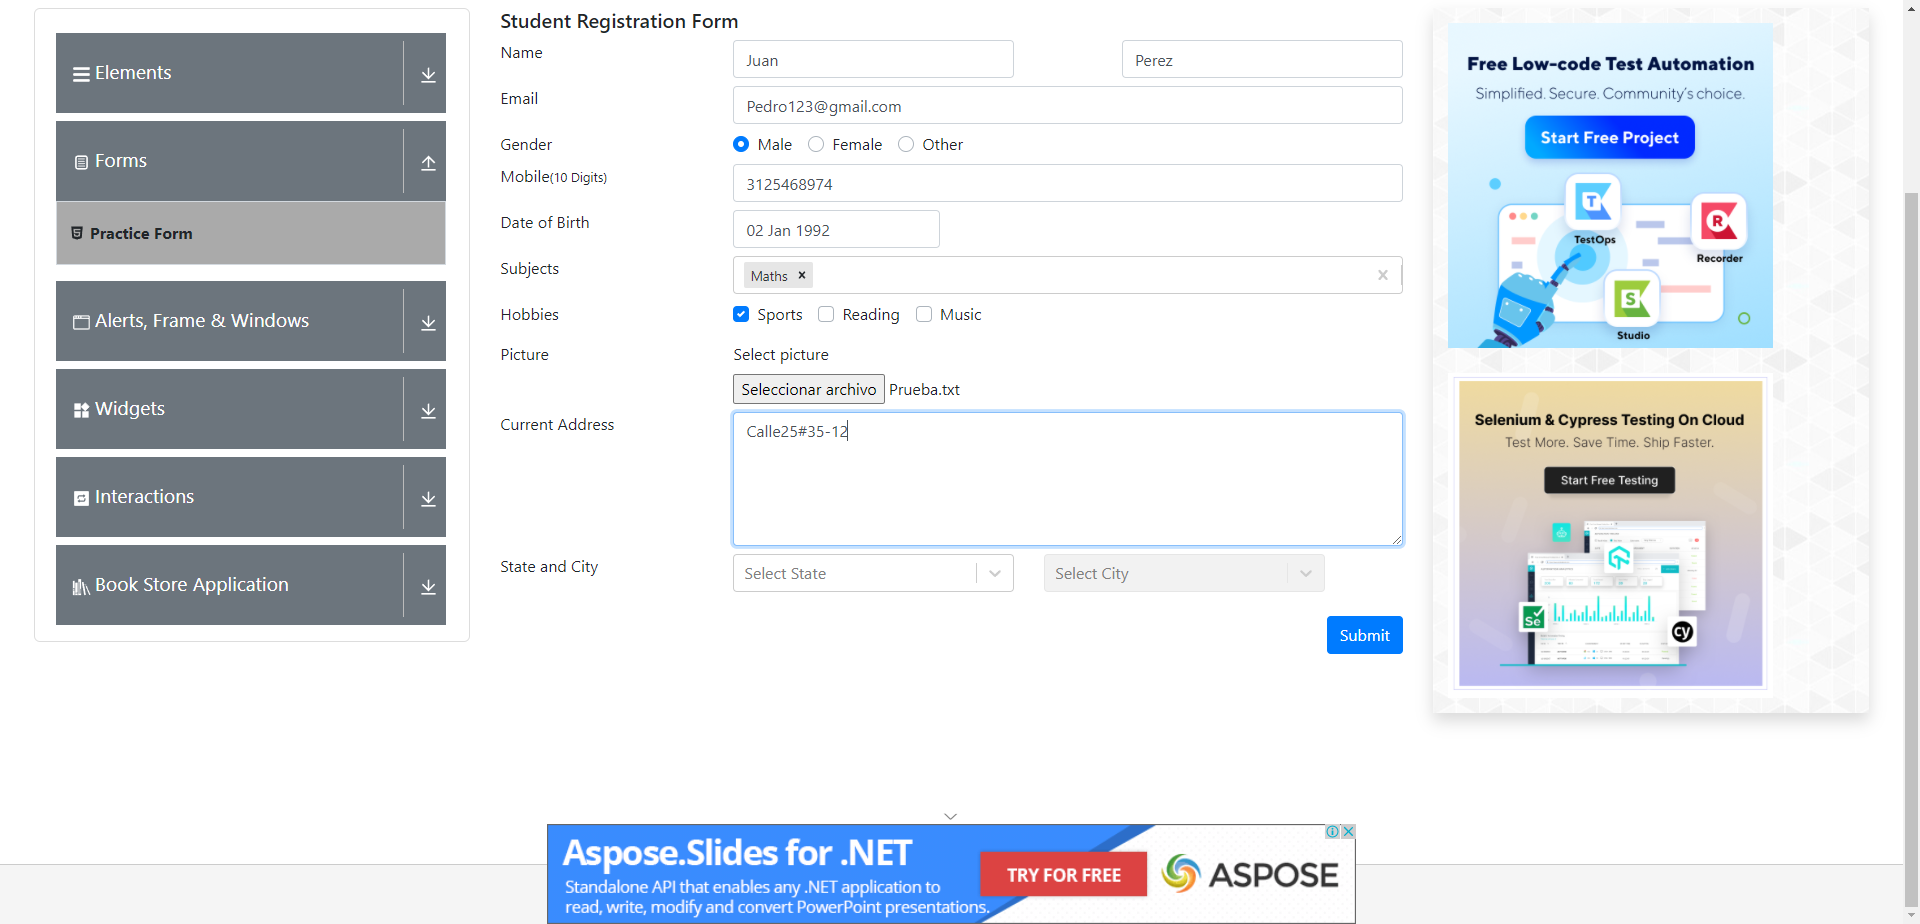 Elements
Forms
Practice Form
Alerts, Frame & Windows
Widgets
Interactions
Book Store Application
Student Registration Form
Name
Juan
Perez
Email
Pedro123@gmail.com
Gender
Male
Female
Other
Mobile(10 Digits)
3125468974
Date of Birth
02 Jan 1992
Subjects
Maths
Hobbies
Sports
Reading
Music
Picture
Select picture
Seleccionar archivo Prueba.txt
Current Address
Calle25#35-12
State and City
Select State
Select City
Submit
Free Low-code Test Automation
Simplified. Secure. Community's choice.
Start Free Project
T
TestOps
R
Recorder
S
Studio
Selenium & Cypress Testing On Cloud
Test More. Save Time. Ship Faster.
Start Free Testing
Se
cy
Aspose.Slides for .NET
Standalone API that enables any .NET application to
read, write, modify and convert PowerPoint presentations.
TRY FOR FREE
ASPOSE